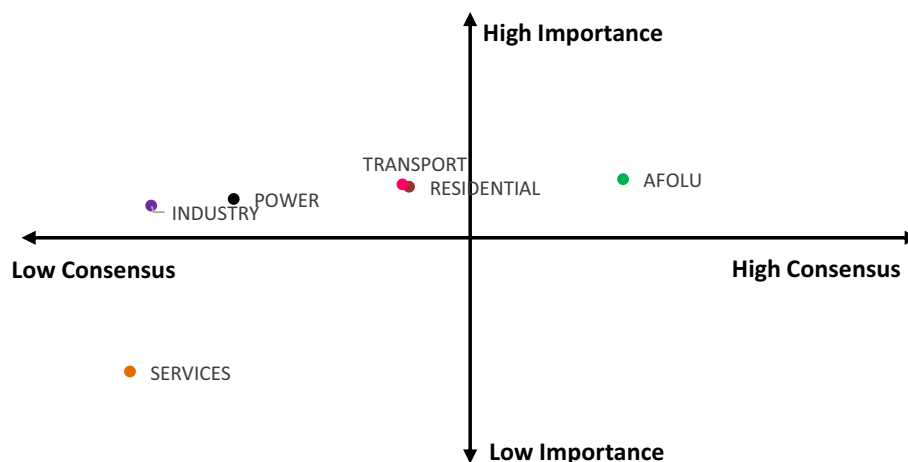 High Importance
TRANSPORT
RESIDENTIAL
AFOLU
POWER
INDUSTRY
Low Consensus
High Consensus
SERVICES
Low Importance